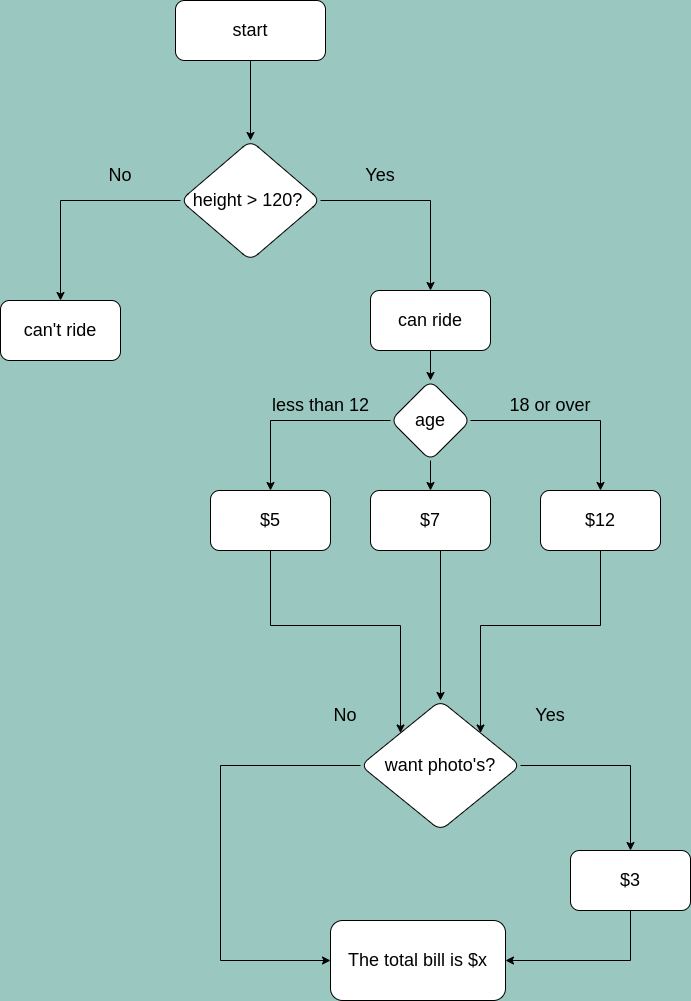 start
No
Yes
height > 120?
can't ride
can ride
less than 12
age
18 or over
$5
$7
$12
No
Yes
want photo's?
$3
The total bill is $x